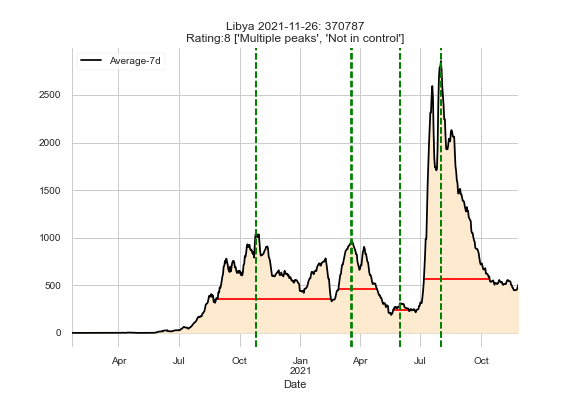 Libya 2021-11-26: 370787
Rating:8 ['Multiple peaks', 'Not in control']
Average-7d
2500
2000
1500
1000
500
0
Apr Jul Oct Jan Apr Jul Oct
2021
Date